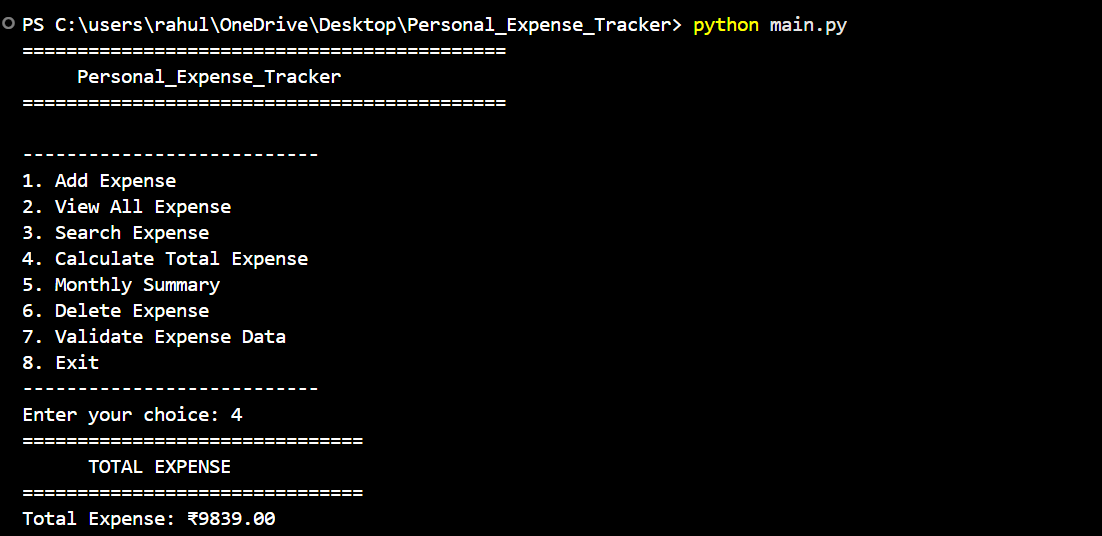 PS C:\users\rahul\OneDrive\Desktop\Personal_Expense_Tracker> python main.py
============================================
     Personal_Expense_Tracker
============================================
---------------------------
1. Add Expense
2. View All Expense
3. Search Expense
4. Calculate Total Expense
5. Monthly Summary
6. Delete Expense
7. Validate Expense Data
8. Exit
---------------------------
Enter your choice: 4
===============================
      TOTAL EXPENSE
===============================
Total Expense: ₹9839.00